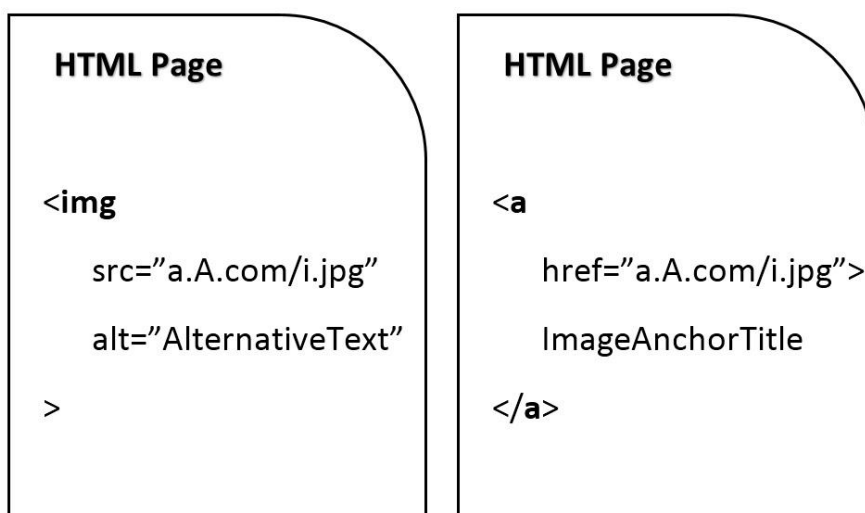 HTML Page
<img
src=”a.A.com/i.jpg”
alt=”AlternativeText”
>
HTML Page
<a
href=”a.A.com/i.jpg”>
ImageAnchorTitle
</a>